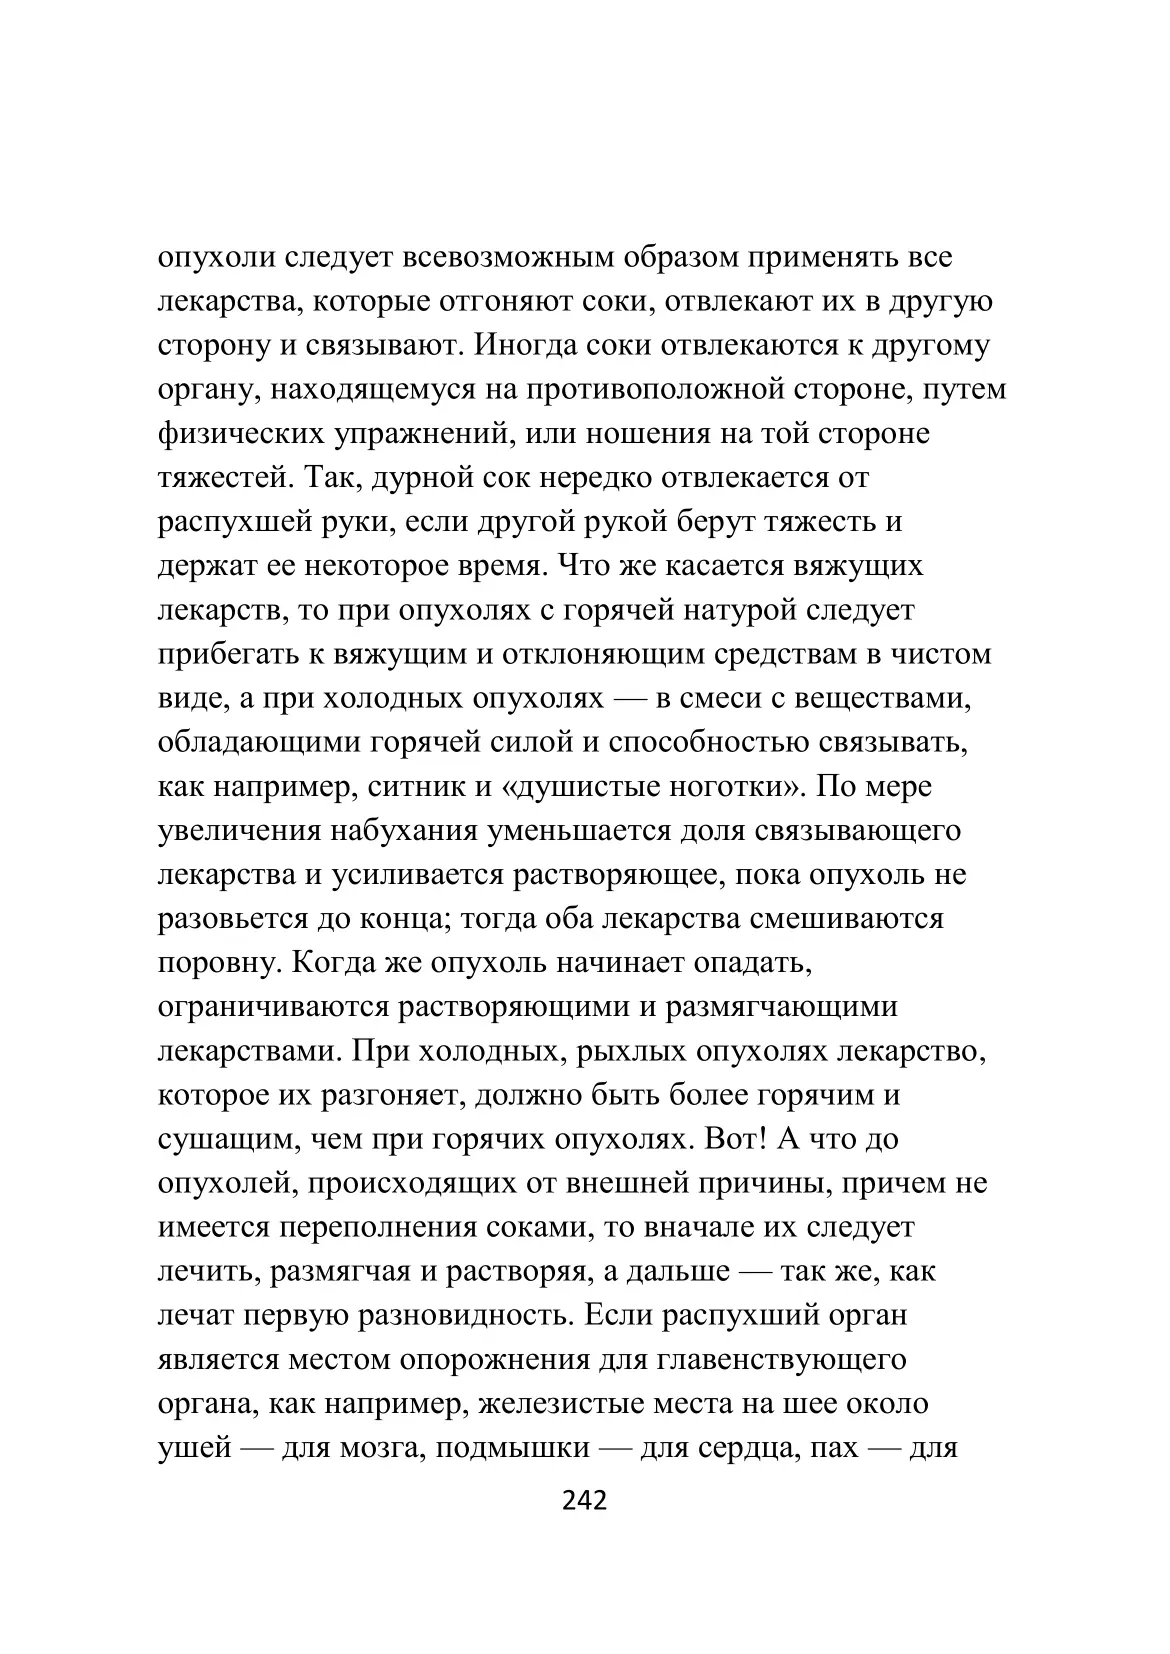 опухоли следует всевозможным образом применять все
лекарства, которые отгоняют соки, отвлекают их в другую
сторону и связывают. Иногда соки отвлекаются к другому
органу, находящемуся на противоположной стороне, путем
физических упражнений, или ношения на той стороне
тяжестей. Так, дурной сок нередко отвлекается от
распухшей руки, если другой рукой берут тяжесть и
держат ее некоторое время. Что же касается вяжущих
лекарств, то при опухолях с горячей натурой следует
прибегать к вяжущим и отклоняющим средствам в чистом
виде, а при холодных опухолях — в смеси с веществами,
обладающими горячей силой и способностью связывать,
как например, ситник и «душистые ноготки». По мере
увеличения набухания уменьшается доля связывающего
лекарства и усиливается растворяющее, пока опухоль не
разовьется до конца; тогда оба лекарства смешиваются
поровну. Когда же опухоль начинает опадать,
ограничиваются растворяющими и размягчающими
лекарствами. При холодных, рыхлых опухолях лекарство,
которое их разгоняет, должно быть более горячим и
сушащим, чем при горячих опухолях. Вот! А что до
опухолей, происходящих от внешней причины, причем не
имеется переполнения соками, то вначале их следует
лечить, размягчая и растворяя, а дальше — так же, как
лечат первую разновидность. Если распухший орган
является местом опорожнения для главенствующего
органа, как например, железистые места на шее около
ушей — для мозга, подмышки — для сердца, пах — для
242